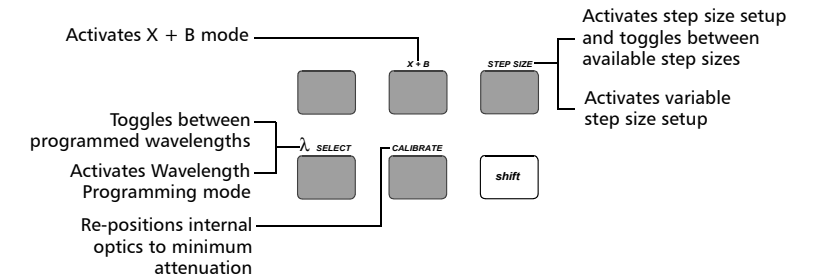 Activates X + B mode
X + B
STEP SIZE
Activates step size setup
and toggles between
available step sizes
Activates variable
step size setup
Toggles between
programmed wavelengths
Activates Wavelength
Programming mode
λ SELECT
CALIBRATE
shift
Re-positions internal
optics to minimum
attenuation